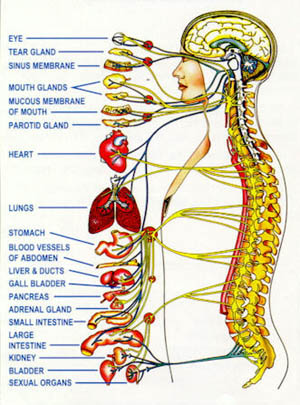 EYE
TEAR GLAND
SINUS MEMBRANE
MOUTH GLANDS
MUCOUS MEMBRANE
OF MOUTH
PAROTID GLAND
HEART
LUNGS
STOMACH
BLOOD VESSELS
OF ABDOMEN
LIVER & DUCTS
GALL BLADDER
PANCREAS
ADRENAL GLAND
SMALL INTESTINE
LARGE
INTESTINE
KIDNEY
BLADDER
SEXUAL ORGANS